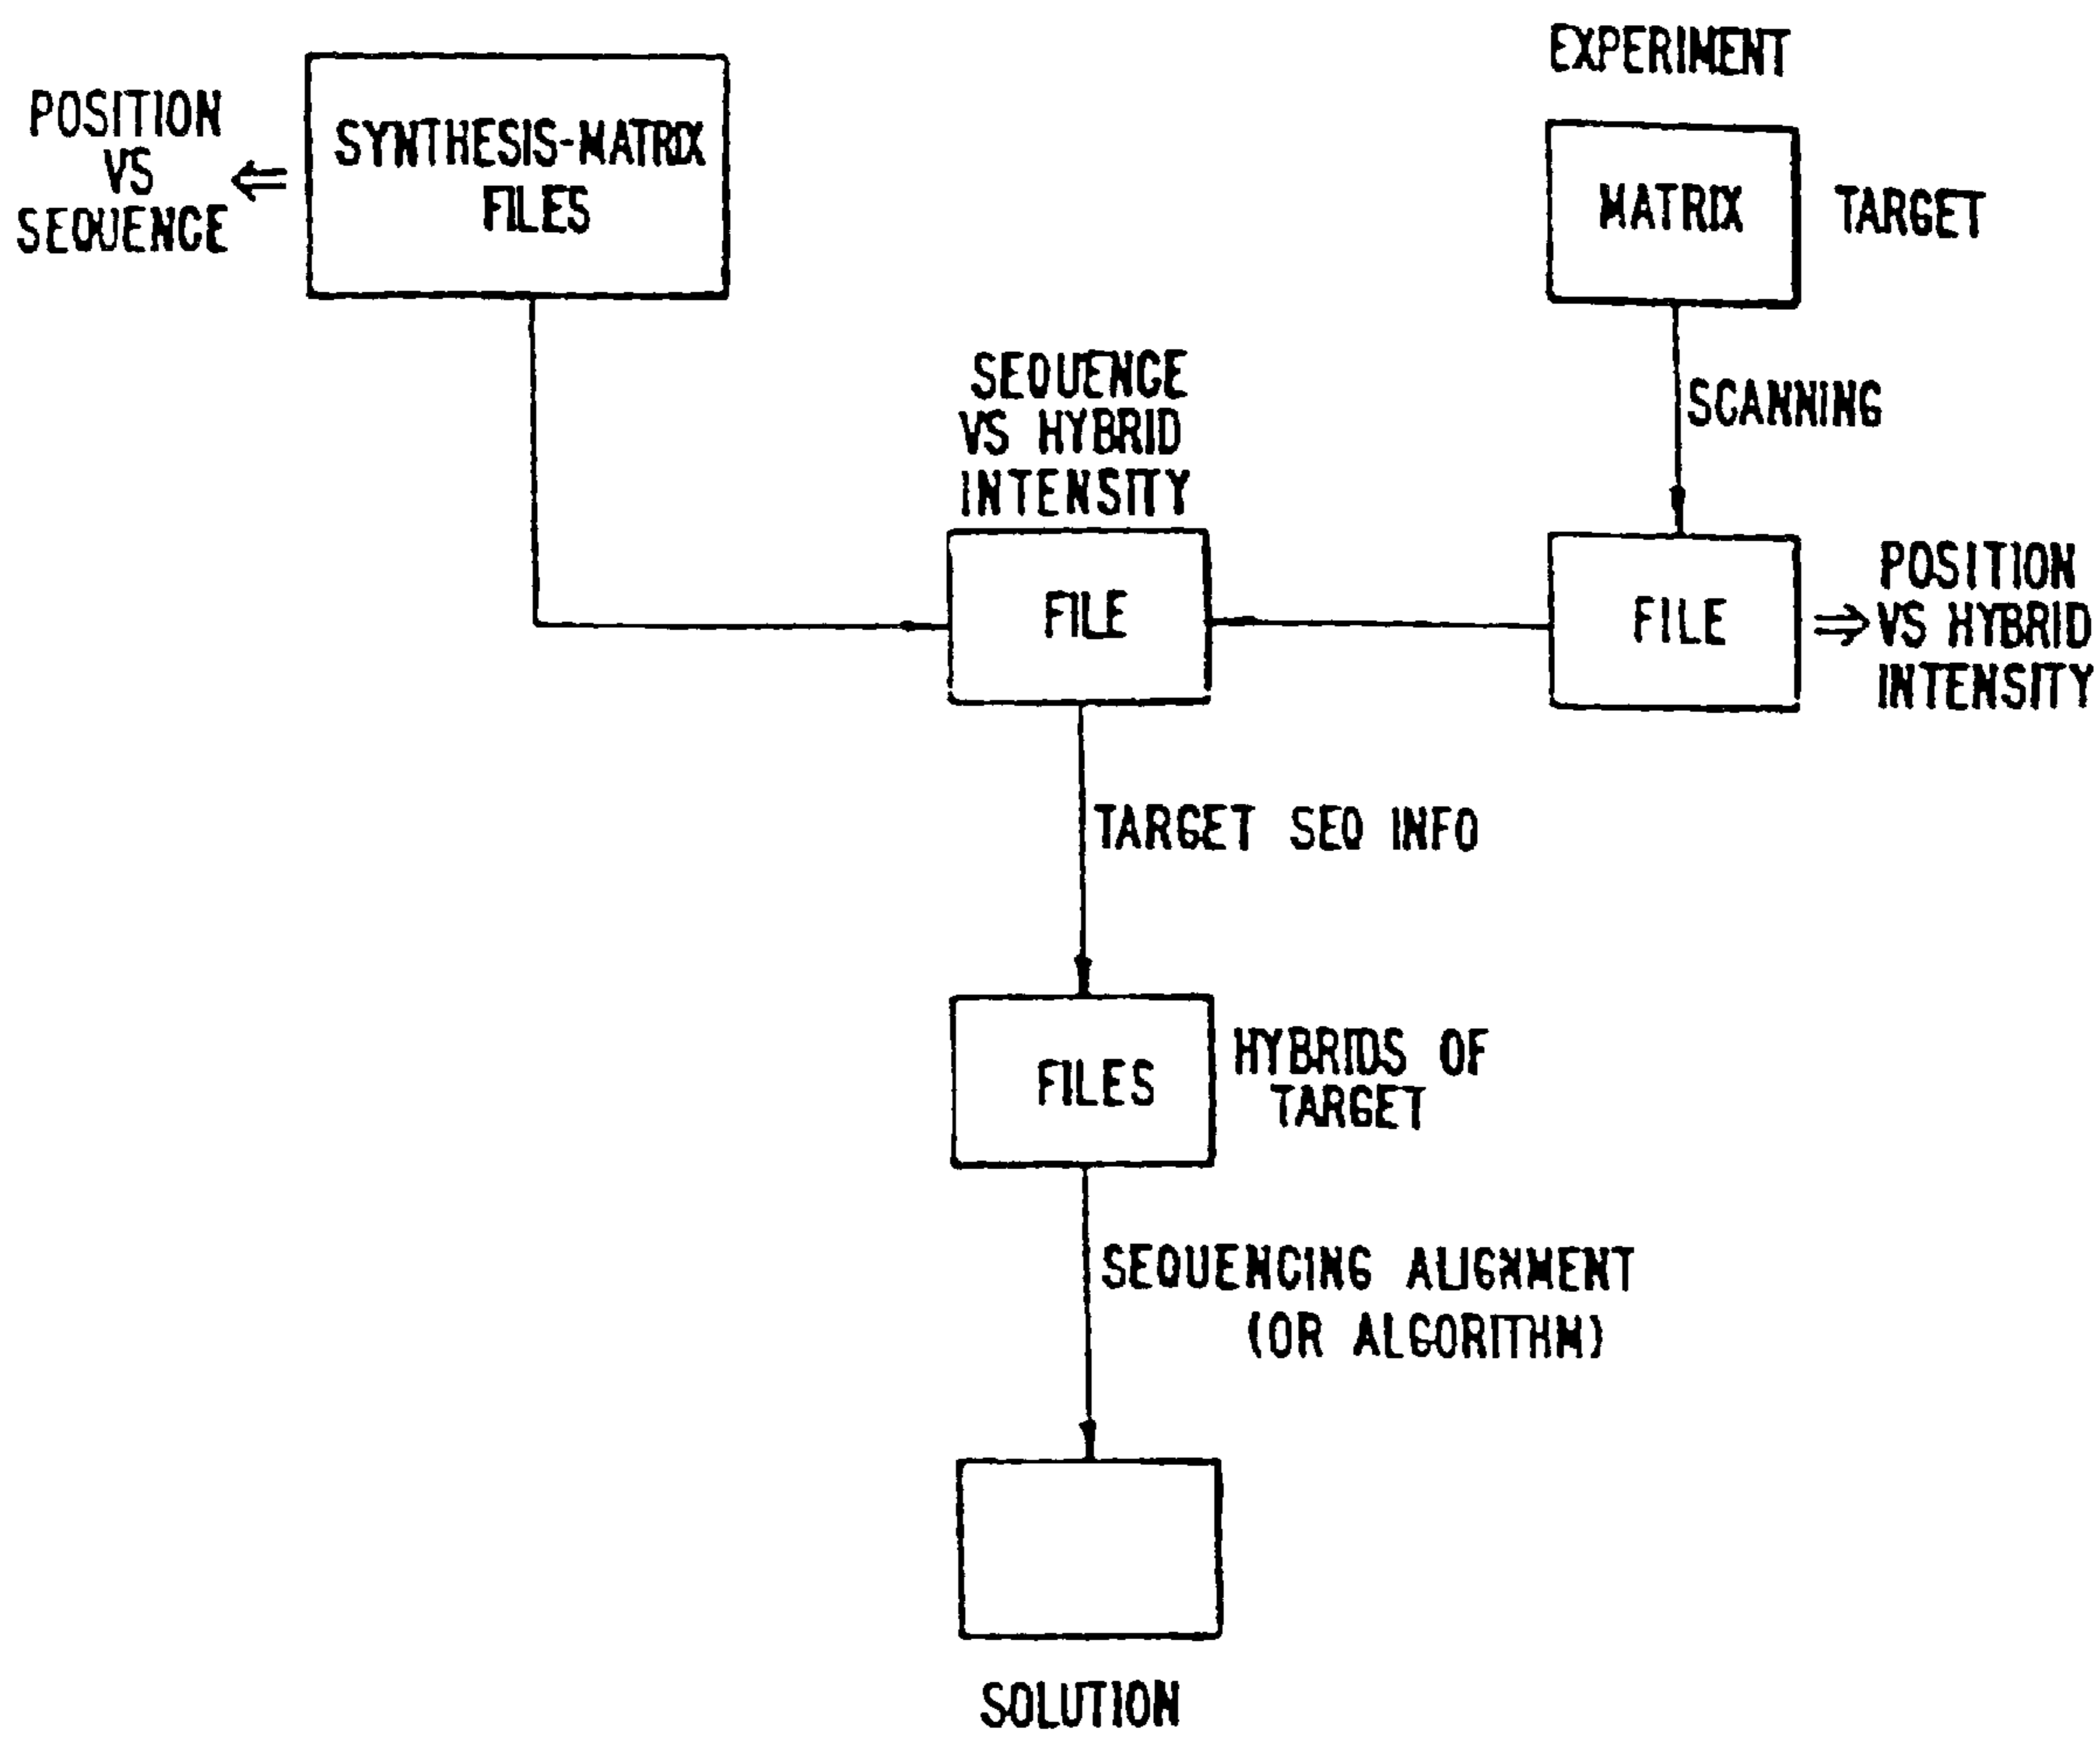 EXPERIMENT
POSITION
VS
SEQUENCE
SYNTHESIS-MATRIX
FILES
MATRIX
TARGET
SCANNING
SEQUENCE
VS HYBRID
INTENSITY
FILE
FILE
POSITION
VS HYBRID
INTENSITY
TARGET SEQ INFO
FILES
HYBRIDS OF
TARGET
SEQUENCING ALIGNMENT
(OR ALGORITHM)
SOLUTION